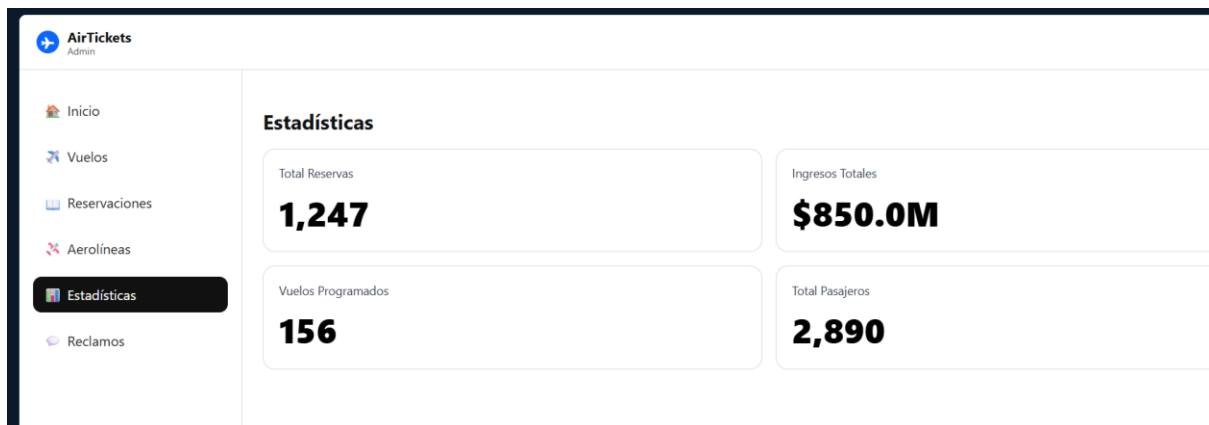 AirTickets
Admin
Inicio
Vuelos
Reservaciones
Aerolíneas
Estadísticas
Reclamos
Estadísticas
Total Reservas
1,247
Ingresos Totales
$850.0M
Vuelos Programados
156
Total Pasajeros
2,890